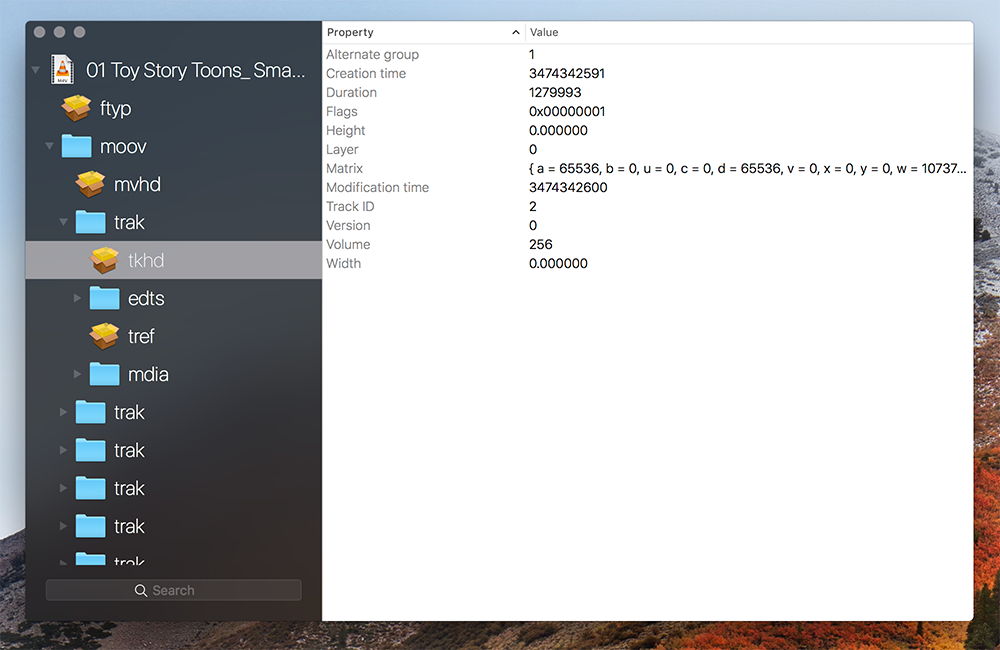 01 Toy Story Toons_ Sma...
ftyp
moov
mvhd
trak
tkhd
edts
tref
mdia
trak
trak
trak
trak
trak
Search
Property Value
Alternate group 1
Creation time 3474342591
Duration 1279993
Flags 0x00000001
Height 0.000000
Layer 0
Matrix { a = 65536, b = 0, u = 0, c = 0, d = 65536, v = 0, x = 0, y = 0, w = 10737...
Modification time 3474342600
Track ID 2
Version 0
Volume 256
Width 0.000000